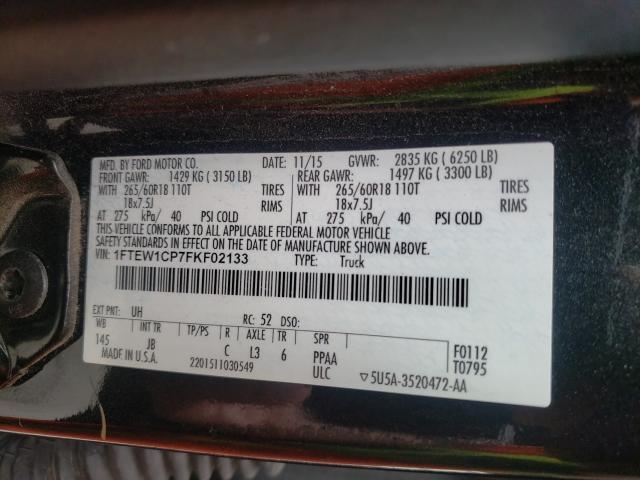 MFD. BY FORD MOTOR CO. DATE: 11/15 GVWR: 2835 KG ( 6250 LB)
FRONT GAWR: 1429 KG ( 3150 LB) REAR GAWR: 1497 KG ( 3300 LB)
WITH 265/60R18 110T TIRES WITH 265/60R18 110T TIRES
18x7.5J RIMS 18x7.5J RIMS
AT 275 kPa/ 40 PSI COLD AT 275 kPa/ 40 PSI COLD
THIS VEHICLE CONFORMS TO ALL APPLICABLE FEDERAL MOTOR VEHICLE
SAFETY STANDARDS IN EFFECT ON THE DATE OF MANUFACTURE SHOWN ABOVE.
VIN: 1FTEW1CP7FKF02133 TYPE: Truck
EXT PNT: UH RC: 52 DSO:
WB INT TR TP/PS R AXLE TR SPR
145 JB C L3 6 PPAA F0112
MADE IN U.S.A. 2201511030549 ULC T0795
▽5U5A-3520472-AA